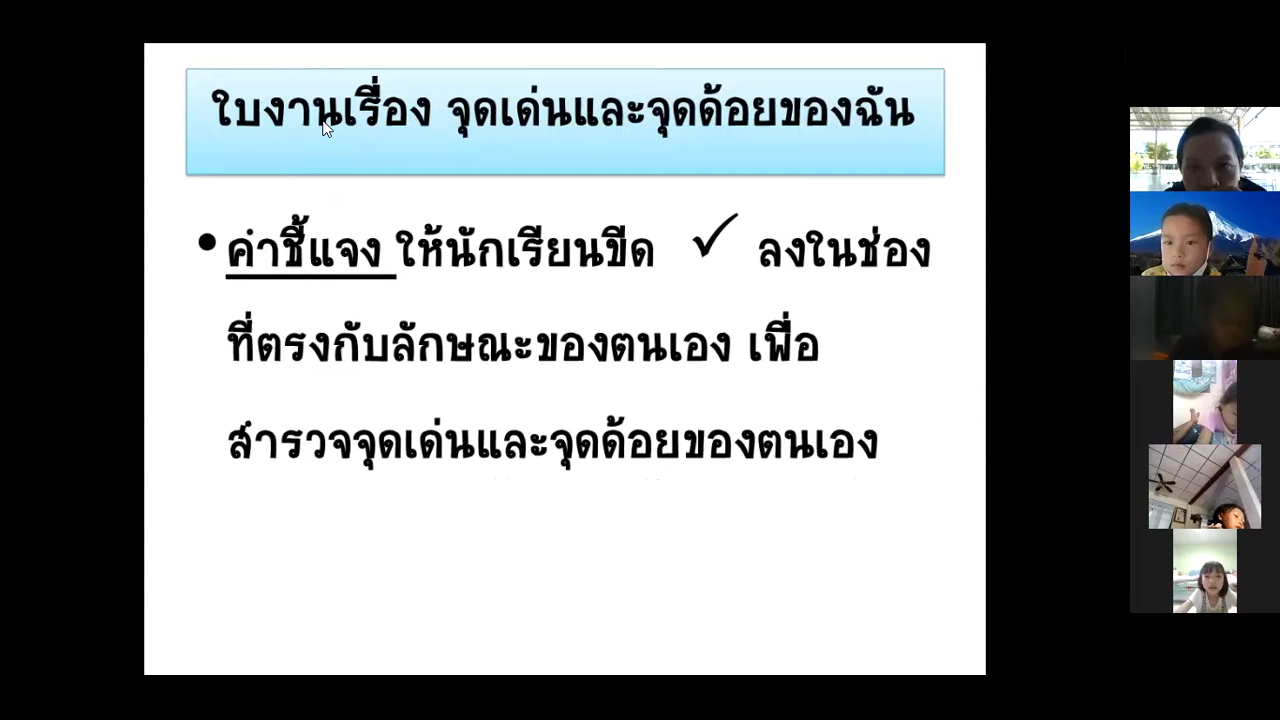 ใบงานเรื่อง จุดเด่นและจุดด้อยของฉัน
• คำชี้แจง ให้นักเรียนขีด ✓ ลงในช่อง
ที่ตรงกับลักษณะของตนเอง เพื่อ
สำรวจจุดเด่นและจุดด้อยของตนเอง